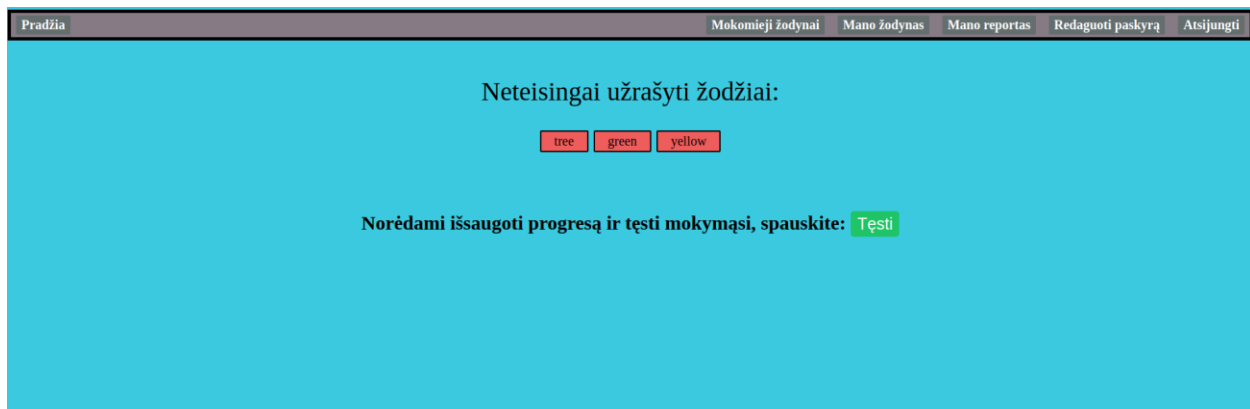 Pradžia Mokomieji žodynai Mano žodynas Mano reportas Redaguoti paskyrą Atsijungti
Neteisingai užrašyti žodžiai:
tree green yellow
Norėdami išsaugoti progresą ir tęsti mokymąsi, spauskite: Tęsti